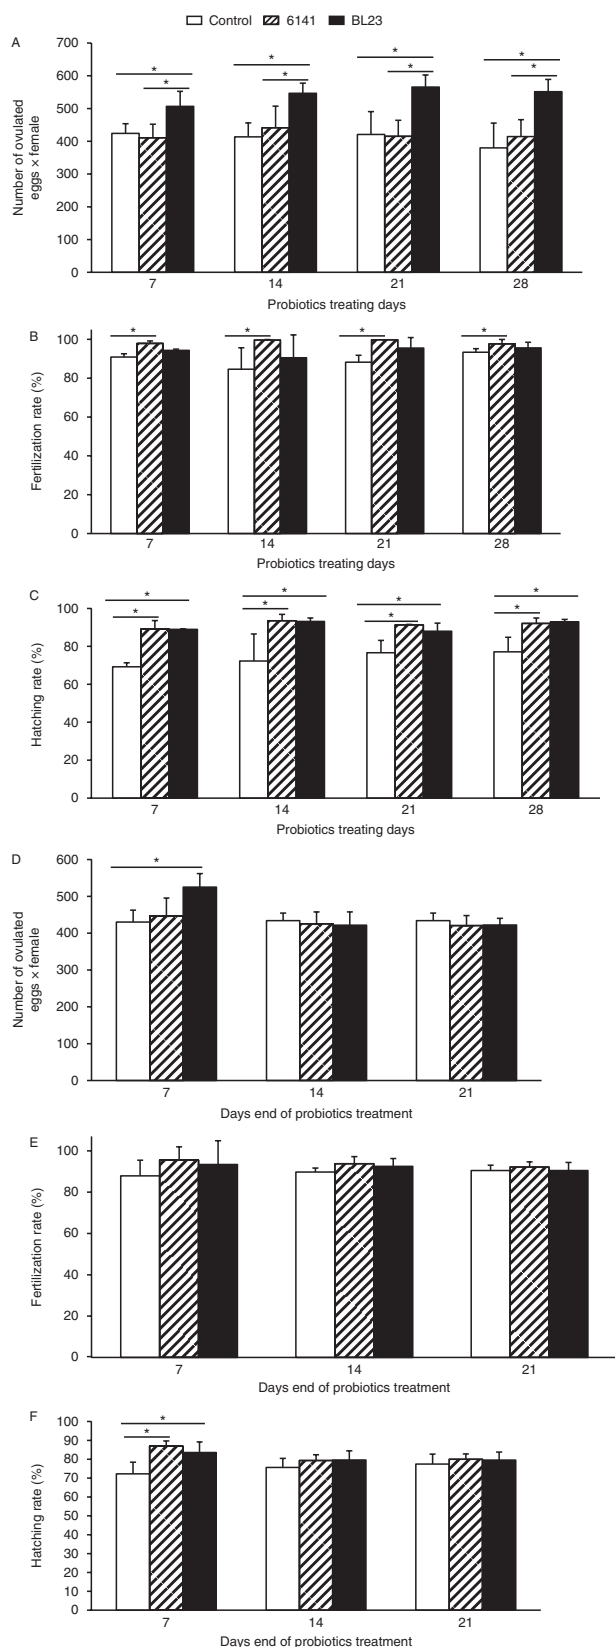 Control 6141 BL23
A
700
600
500
400
300
200
100
0
Number of ovulated
eggs × female
* * * *
* * * *
7 14 21 28
Probiotics treating days
B
100
80
60
40
20
0
Fertilization rate (%)
* * * *
7 14 21 28
Probiotics treating days
C
100
80
60
40
20
0
Hatching rate (%)
* * * *
* * * *
7 14 21 28
Probiotics treating days
D
600
500
400
300
200
100
0
Number of ovulated
eggs × female
*
7 14 21
Days end of probiotics treatment
E
100
80
60
40
20
0
Fertilization rate (%)
7 14 21
Days end of probiotics treatment
F
100
90
80
70
60
50
40
30
20
10
0
Hatching rate (%)
*
*
7 14 21
Days end of probiotics treatment